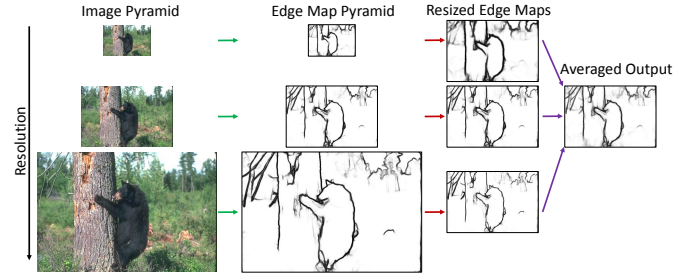 Image Pyramid
Edge Map Pyramid
Resized Edge Maps
Averaged Output
Resolution